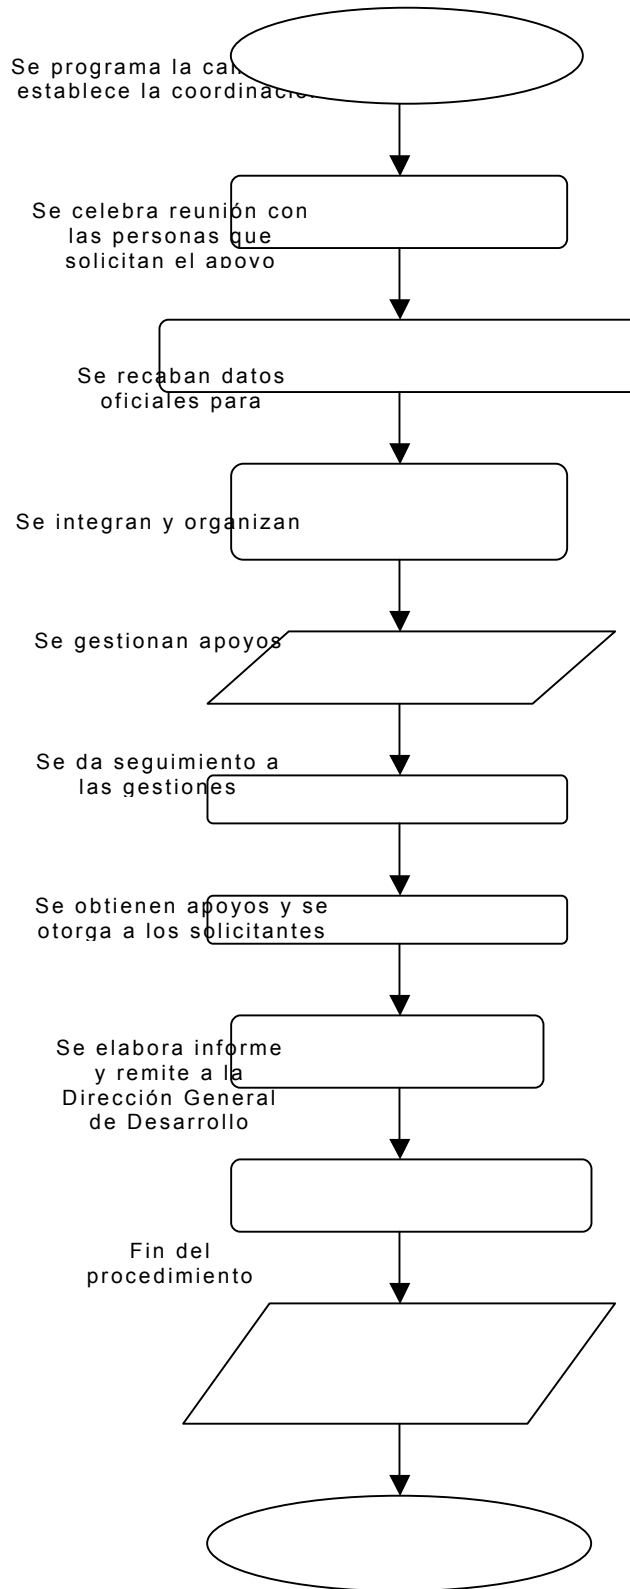 Se programa la
establece la
Se celebra reunión con
las personas que
solicitan el apoyo
Se recaban datos
oficiales para
Se integran y organizan
Se gestionan apoyos
Se da seguimiento a
las gestiones
Se obtienen apoyos y se
otorga a los solicitantes
Se elabora informe
y remite a la
Dirección General
de Desarrollo
Fin del
procedimiento